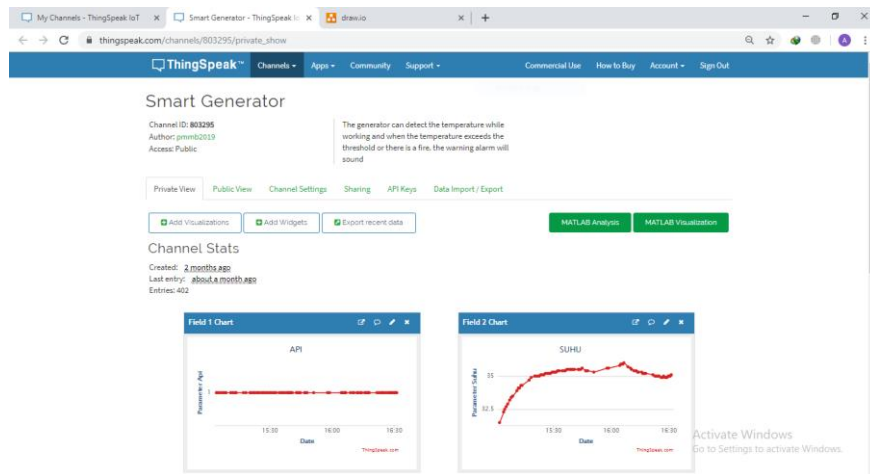 My Channels - ThingSpeak IoT
Smart Generator - ThingSpeak Io
draw.io
thingspeak.com/channels/803295/private_show
ThingSpeak™
Channels
Apps
Community
Support
Commercial Use
How to Buy
Account
Sign Out
Smart Generator
Channel ID: 803295
Author: pmmb2019
Access: Public
The generator can detect the temperature while
working and when the temperature exceeds the
threshold or there is a fire, the warning alarm will
sound
Private View
Public View
Channel Settings
Sharing
API Keys
Data Import / Export
Add Visualizations
Add Widgets
Export recent data
MATLAB Analysis
MATLAB Visualization
Channel Stats
Created: 2 months ago
Last entry: about a month ago
Entries: 402
Field 1 Chart
API
Parameter Api
1
15:30
16:00
16:30
Date
ThingSpeak.com
Field 2 Chart
SUHU
Parameter Suhu
35
32.5
15:30
16:00
16:30
Date
ThingSpeak.com
Activate Windows
Go to Settings to activate Windows.